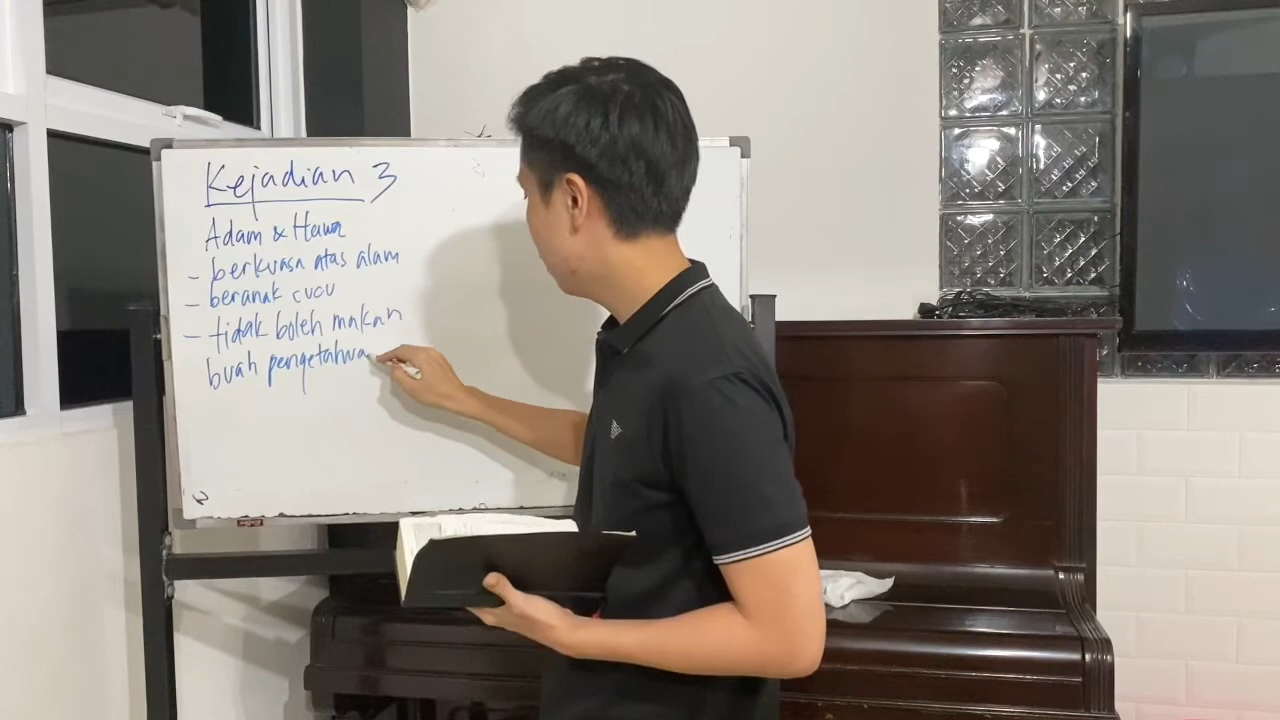 Kejadian 3
Adam & Hawa
- berkuasa atas alam
- beranak cucu
- tidak boleh makan
buah pengetahua